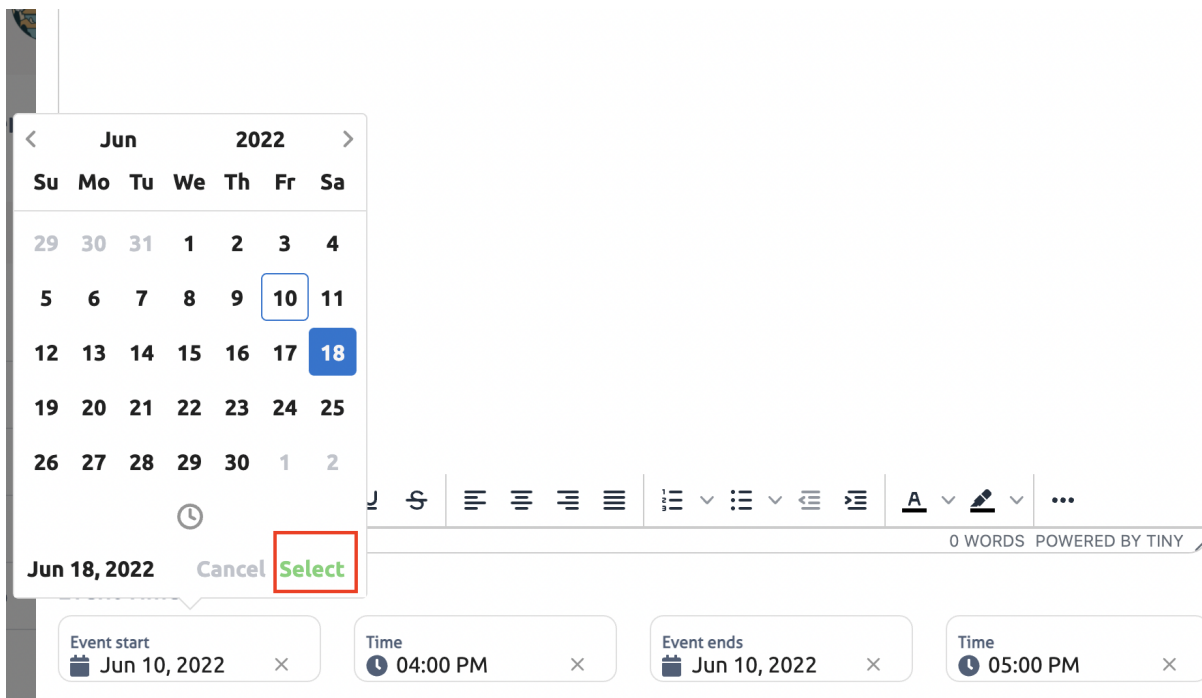 Jun 2022
Su Mo Tu We Th Fr Sa
29 30 31 1 2 3 4
5 6 7 8 9 10 11
12 13 14 15 16 17 18
19 20 21 22 23 24 25
26 27 28 29 30 1 2
A
0 WORDS POWERED BY TINY
Jun 18, 2022 Cancel Select
Event start Time Event ends Time
Jun 10, 2022 04:00 PM Jun 10, 2022 05:00 PM